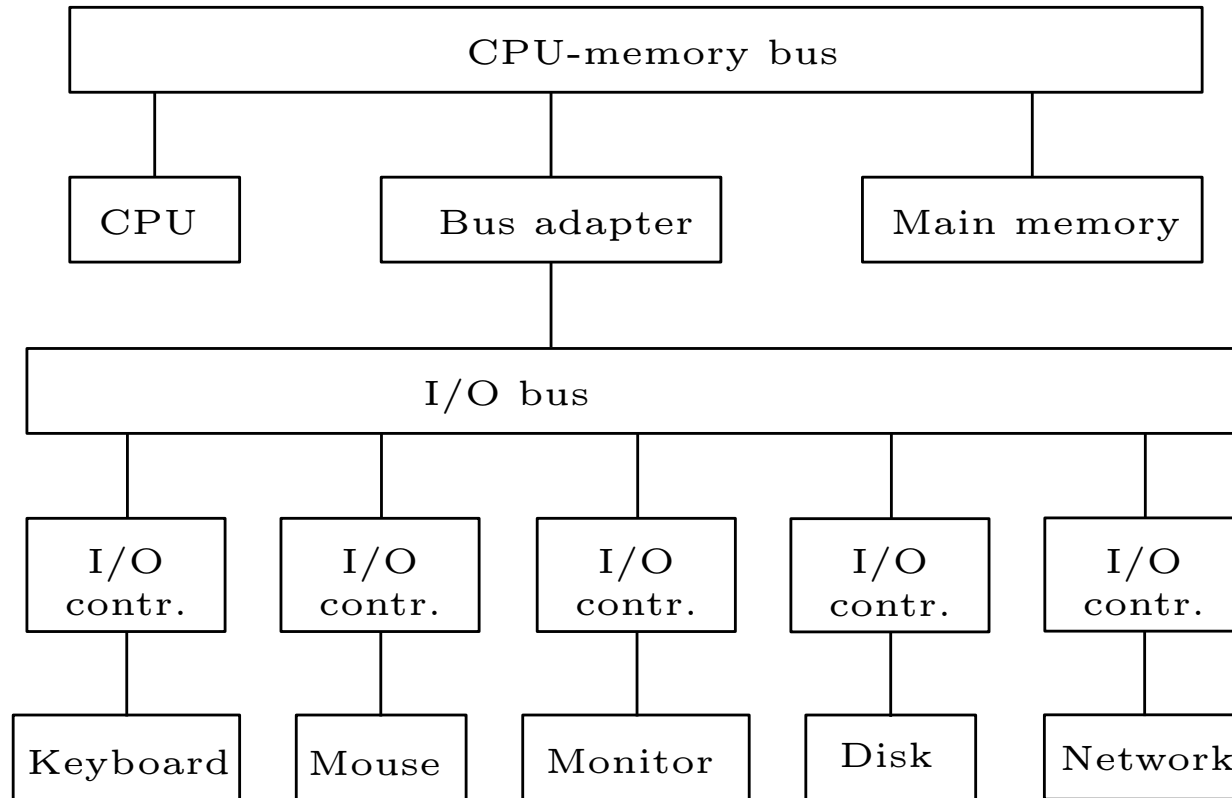 CPU-memory bus
CPU
Bus adapter
Main memory
I/O bus
I/O
contr.
I/O
contr.
I/O
contr.
I/O
contr.
I/O
contr.
Keyboard
Mouse
Monitor
Disk
Network